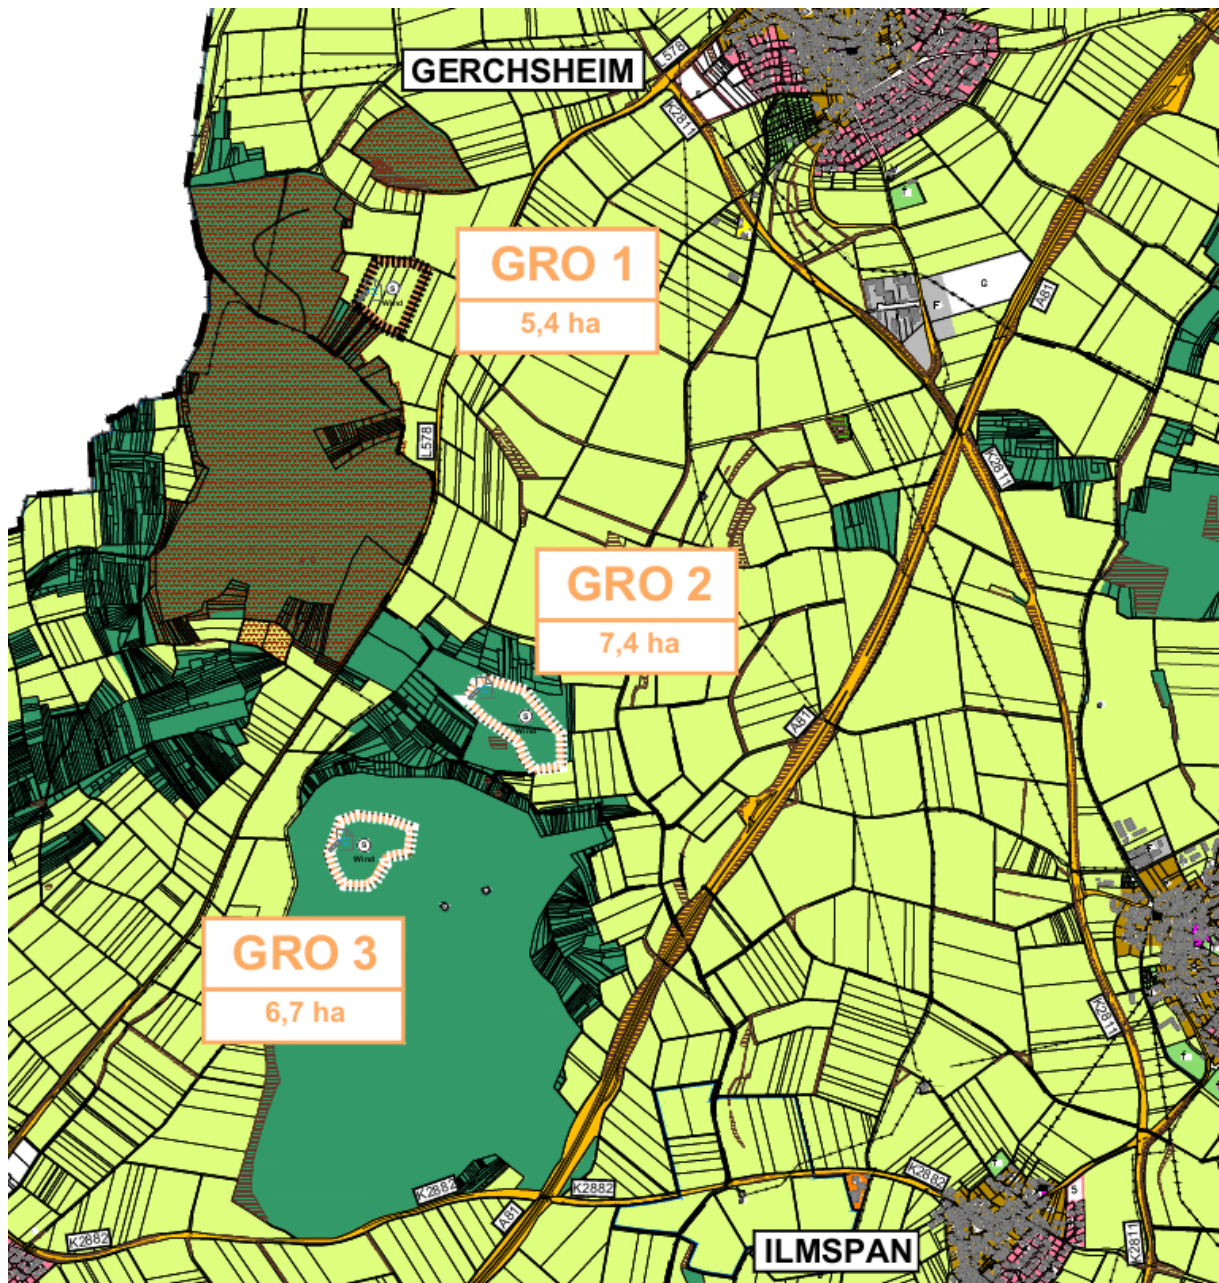 GERCHSHEIM
L578
K2811
GRO 1
5,4 ha
S
Wind
G
F
A81
L578
K2811
GRO 2
7,4 ha
S
Wind
A81
S
Wind
F
GRO 3
6,7 ha
K2811
K2882
K2882
K2882
A81
K2882
S
K2811
ILMSPAN